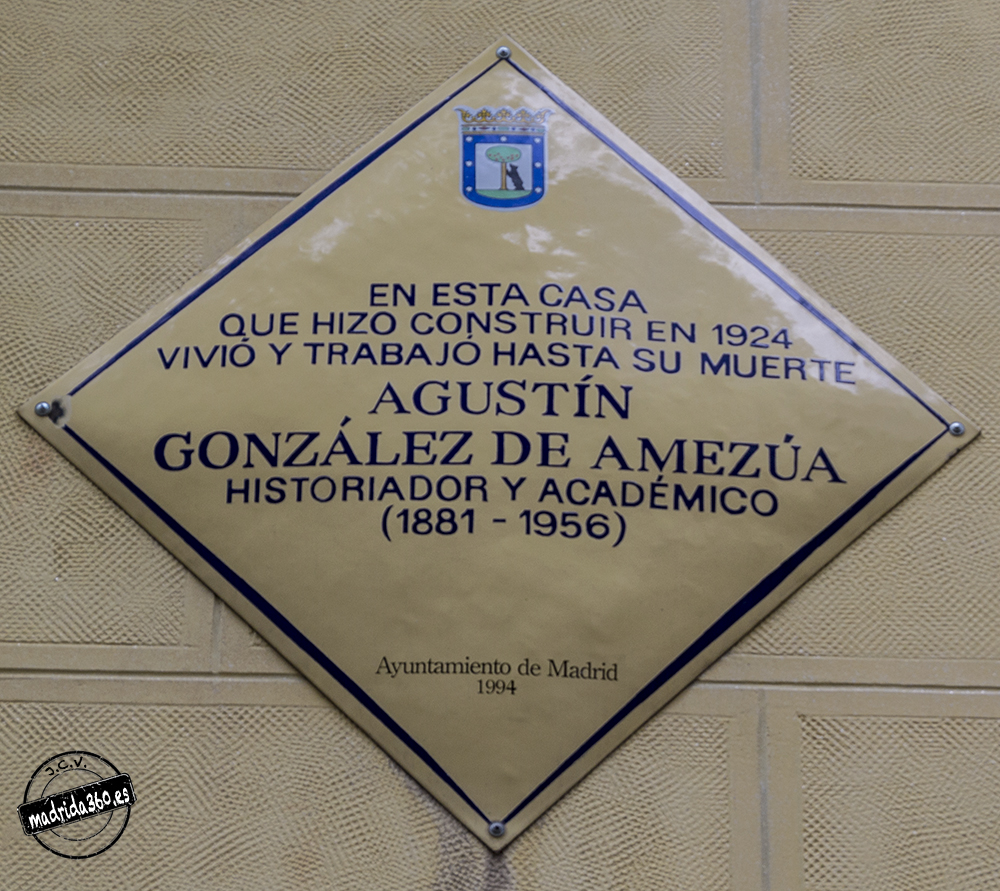 EN ESTA CASA
QUE HIZO CONSTRUIR EN 1924
VIVIÓ Y TRABAJÓ HASTA SU MUERTE
AGUSTÍN
GONZÁLEZ DE AMEZÚA
HISTORIADOR Y ACADÉMICO
(1881 - 1956)
Ayuntamiento de Madrid
1994
J.C.V.
madrida360.es